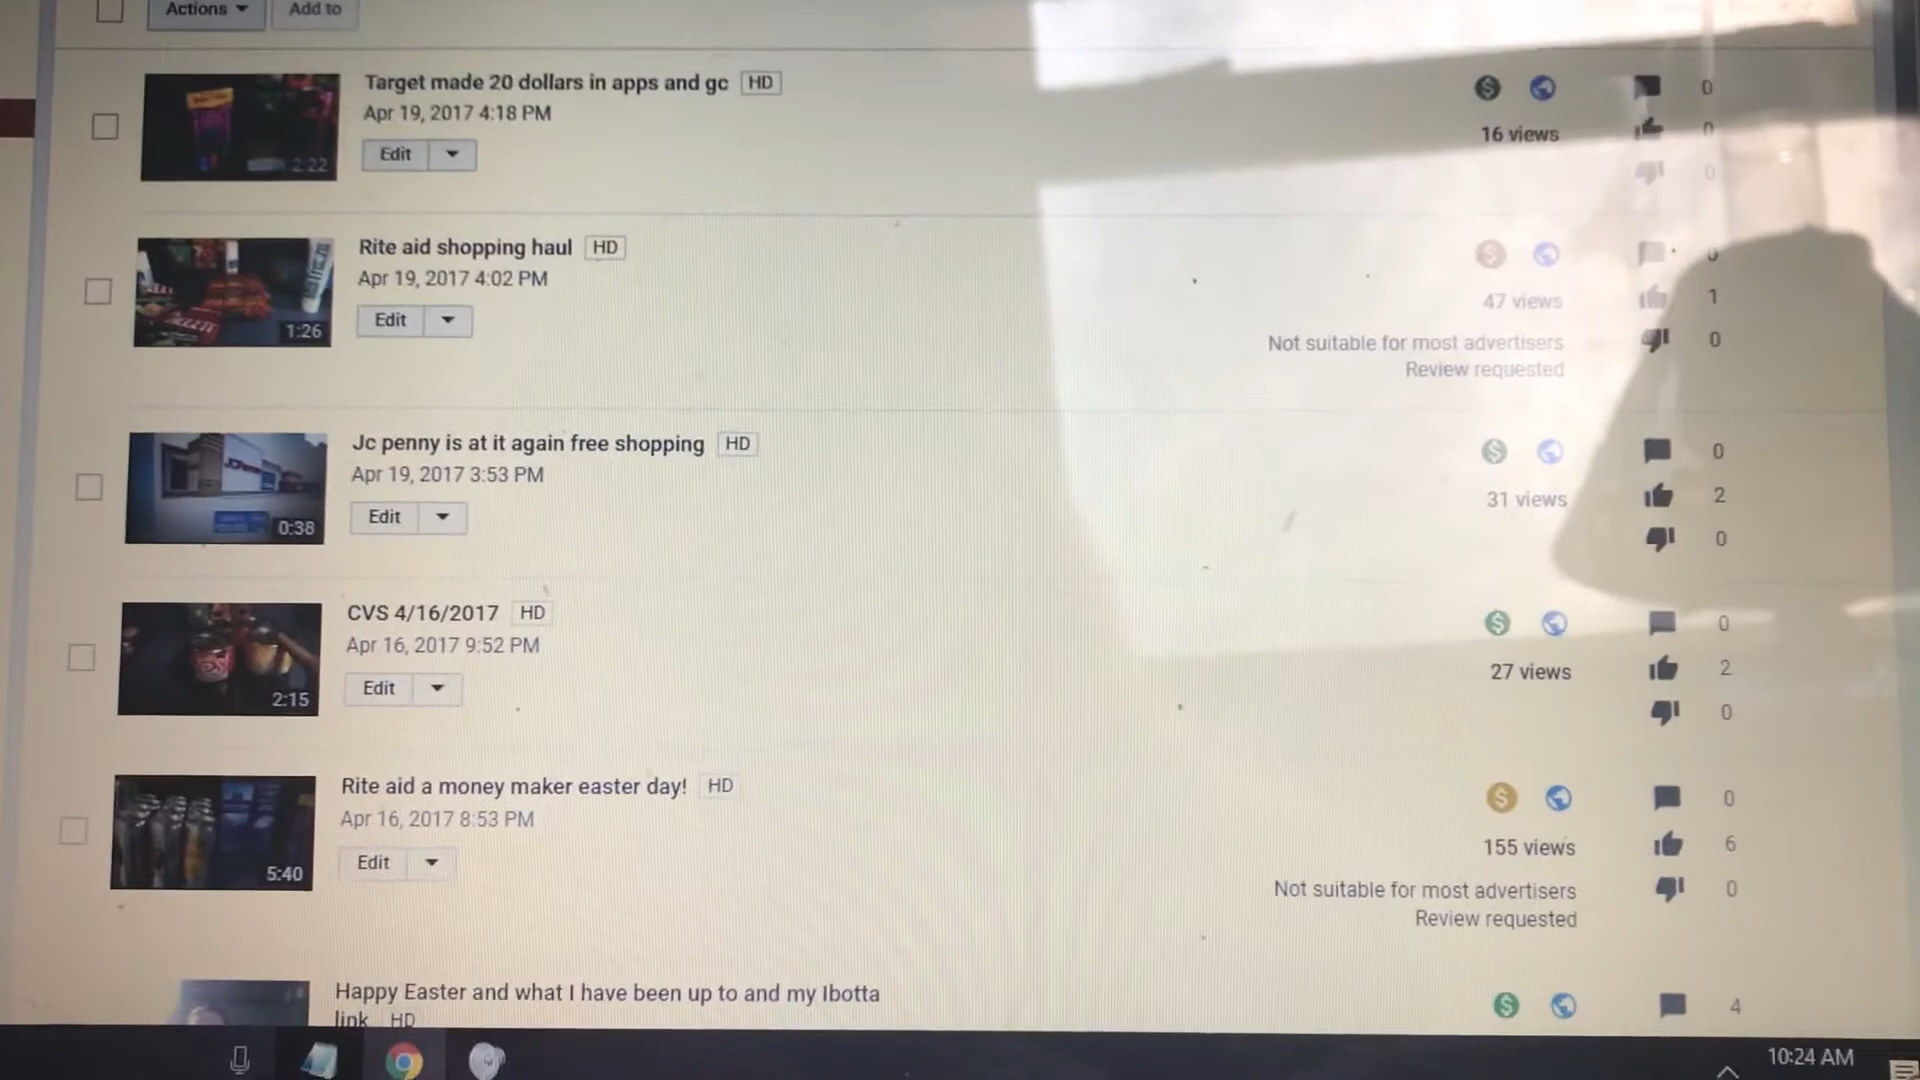 Actions Add to
Target made 20 dollars in apps and gc HD
Apr 19, 2017 4:18 PM
Edit
2:22
16 views
0
0
0
Rite aid shopping haul HD
Apr 19, 2017 4:02 PM
Edit
1:26
47 views
Not suitable for most advertisers
Review requested
0
1
0
Jc penny is at it again free shopping HD
Apr 19, 2017 3:53 PM
Edit
JCPenney
0:38
31 views
0
2
0
CVS 4/16/2017 HD
Apr 16, 2017 9:52 PM
Edit
2:15
27 views
0
2
0
Rite aid a money maker easter day! HD
Apr 16, 2017 8:53 PM
Edit
5:40
155 views
Not suitable for most advertisers
Review requested
0
6
0
Happy Easter and what I have been up to and my Ibotta
link HD
4
10:24 AM